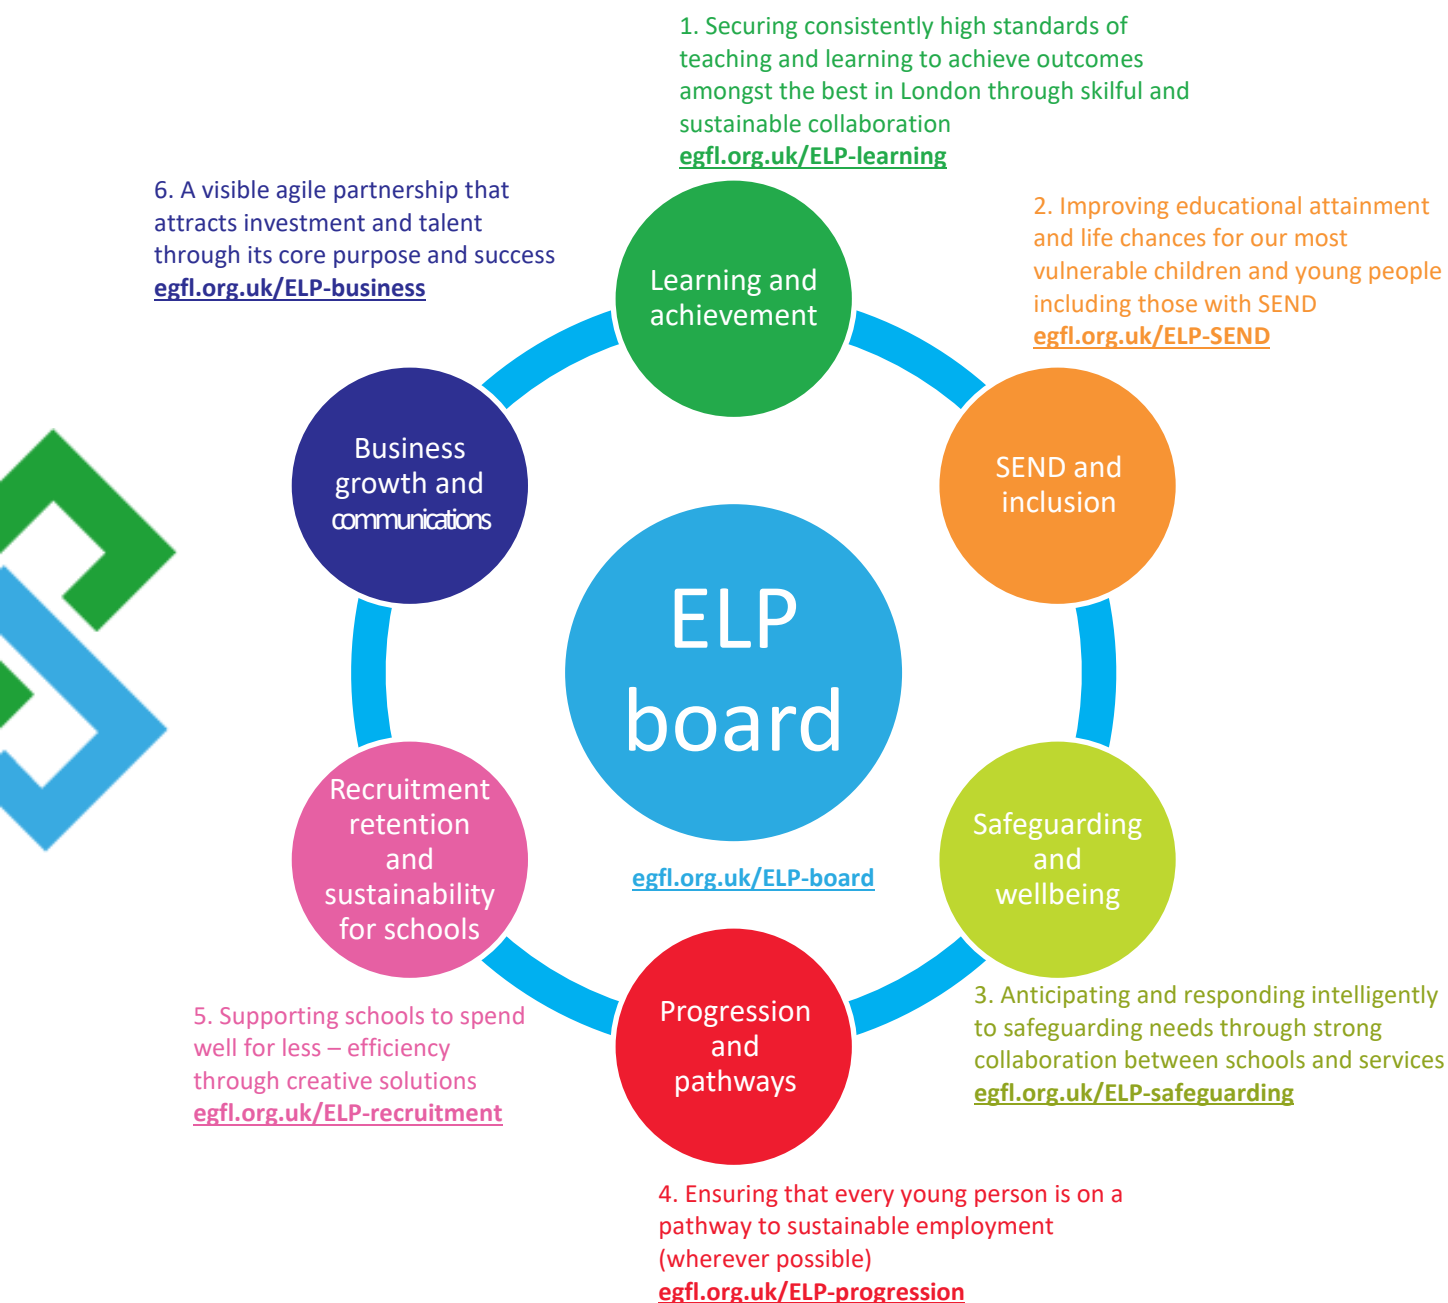 1. Securing consistently high standards of
teaching and learning to achieve outcomes
amongst the best in London through skilful and
sustainable collaboration
egfl.org.uk/ELP-learning
6. A visible agile partnership that
attracts investment and talent
through its core purpose and success
egfl.org.uk/ELP-business
2. Improving educational attainment
and life chances for our most
vulnerable children and young people
including those with SEND
egfl.org.uk/ELP-SEND
Learning and
achievement
Business
growth and
communications
SEND and
inclusion
ELP
board
egfl.org.uk/ELP-board
Recruitment
retention
and
sustainability
for schools
Safeguarding
and
wellbeing
Progression
and
pathways
5. Supporting schools to spend
well for less – efficiency
through creative solutions
egfl.org.uk/ELP-recruitment
3. Anticipating and responding intelligently
to safeguarding needs through strong
collaboration between schools and services
egfl.org.uk/ELP-safeguarding
4. Ensuring that every young person is on a
pathway to sustainable employment
(wherever possible)
egfl.org.uk/ELP-progression